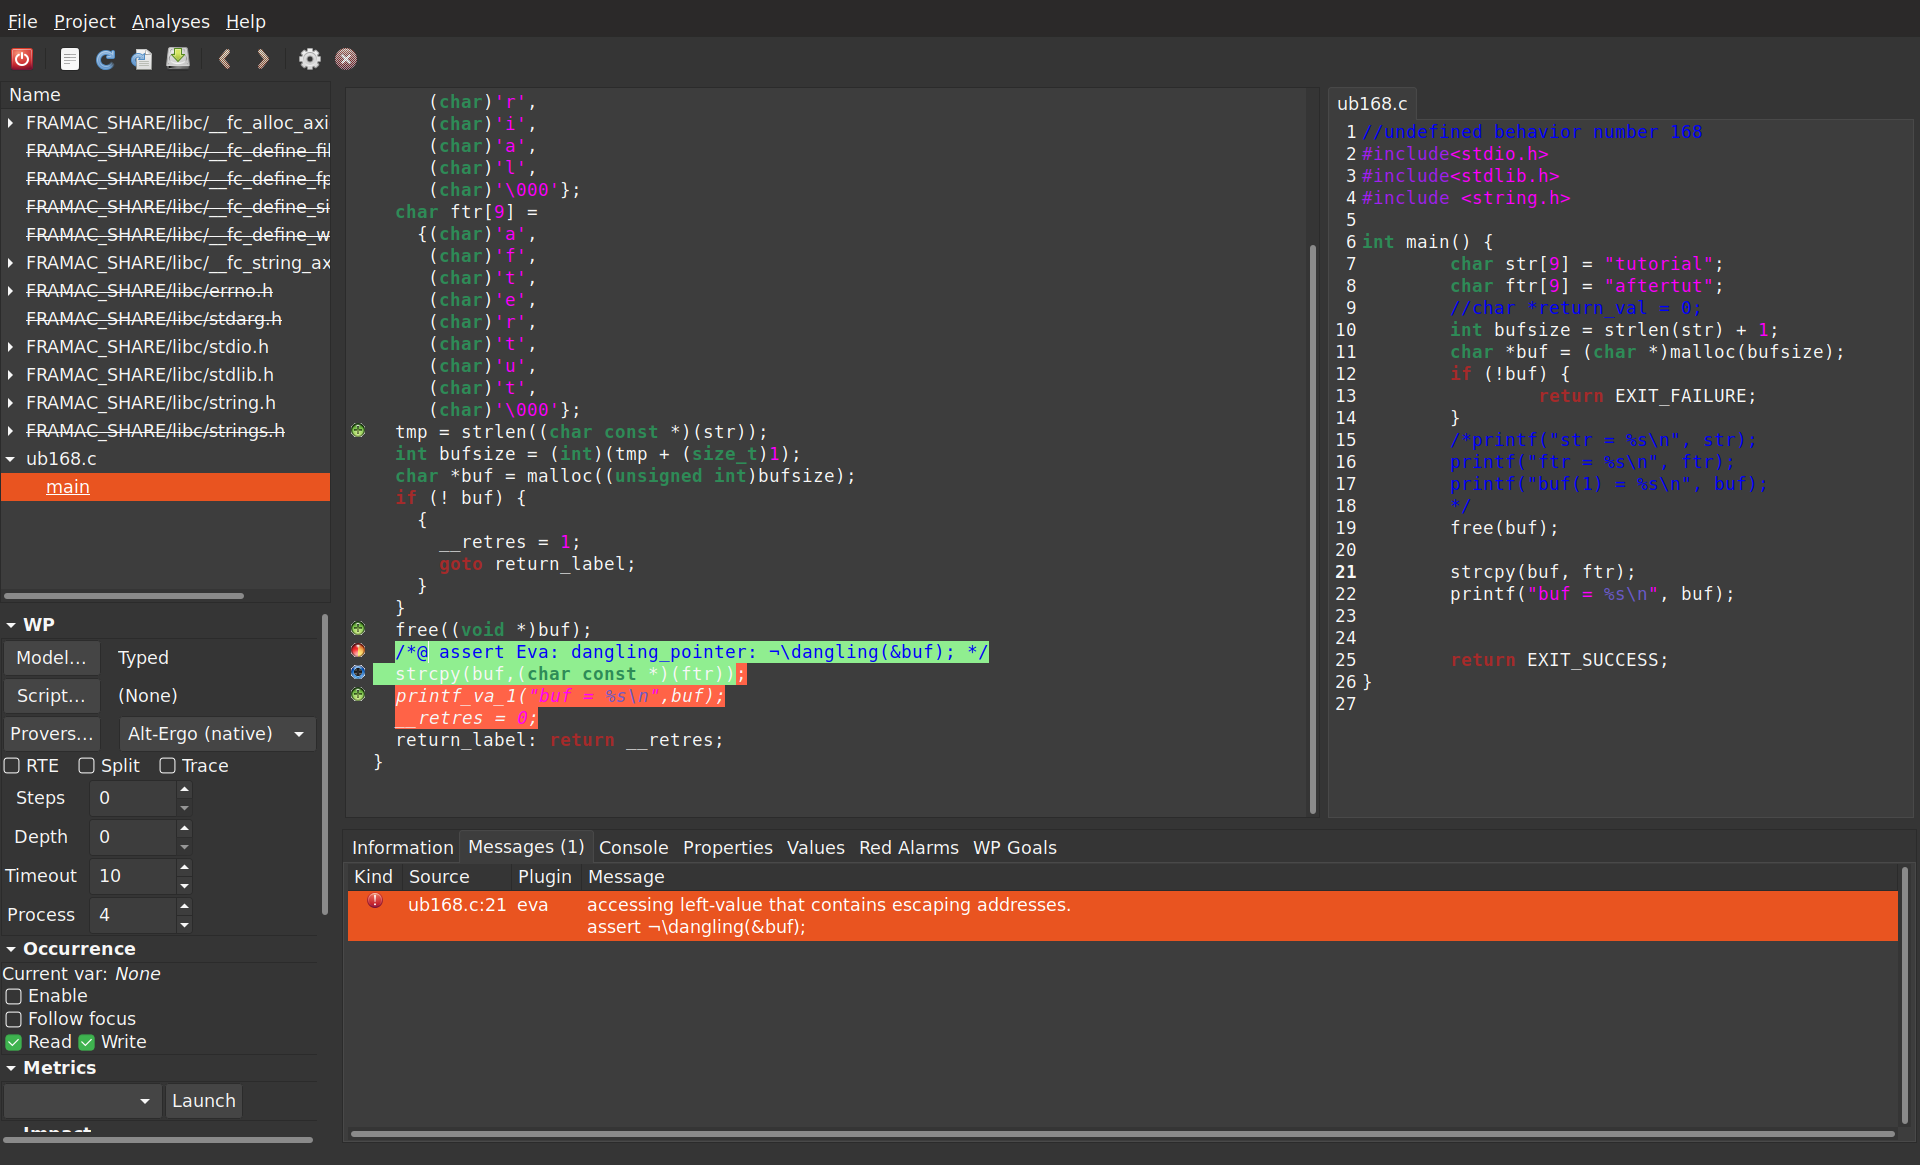 File Project Analyses Help
Name
FRAMAC_SHARE/libc/__fc_alloc_axi
FRAMAC_SHARE/libc/__fc_define_fil
FRAMAC_SHARE/libc/__fc_define_fp
FRAMAC_SHARE/libc/__fc_define_si
FRAMAC_SHARE/libc/__fc_define_w
FRAMAC_SHARE/libc/__fc_string_ax
FRAMAC_SHARE/libc/errno.h
FRAMAC_SHARE/libc/stdarg.h
FRAMAC_SHARE/libc/stdio.h
FRAMAC_SHARE/libc/stdlib.h
FRAMAC_SHARE/libc/string.h
FRAMAC_SHARE/libc/strings.h
ub168.c
main
WP
Model... Typed
Script... (None)
Provers... Alt-Ergo (native)
RTE Split Trace
Steps 0
Depth 0
Timeout 10
Process 4
Occurrence
Current var: None
Enable
Follow focus
Read Write
Metrics
Launch
Impact
(char)'r',
(char)'i',
(char)'a',
(char)'l',
(char)'\000'};
char ftr[9] =
{(char)'a',
(char)'f',
(char)'t',
(char)'e',
(char)'r',
(char)'t',
(char)'u',
(char)'t',
(char)'\000'};
tmp = strlen((char const *)(str));
int bufsize = (int)(tmp + (size_t)1);
char *buf = malloc((unsigned int)bufsize);
if (! buf) {
{
__retres = 1;
goto return_label;
}
}
free((void *)buf);
/*@ assert Eva: dangling_pointer: ¬\dangling(&buf); */
strcpy(buf,(char const *)(ftr));
printf_va_1("buf = %s\n",buf);
__retres = 0;
return_label: return __retres;
}
ub168.c
1 //undefined behavior number 168
2 #include<stdio.h>
3 #include<stdlib.h>
4 #include <string.h>
5
6 int main() {
7 char str[9] = "tutorial";
8 char ftr[9] = "aftertut";
9 //char *return_val = 0;
10 int bufsize = strlen(str) + 1;
11 char *buf = (char *)malloc(bufsize);
12 if (!buf) {
13 return EXIT_FAILURE;
14 }
15 /*printf("str = %s\n", str);
16 printf("ftr = %s\n", ftr);
17 printf("buf(1) = %s\n", buf);
18 */
19 free(buf);
20
21 strcpy(buf, ftr);
22 printf("buf = %s\n", buf);
23
24
25 return EXIT_SUCCESS;
26 }
27
Information Messages (1) Console Properties Values Red Alarms WP Goals
Kind Source Plugin Message
ub168.c:21 eva accessing left-value that contains escaping addresses.
assert ¬\dangling(&buf);